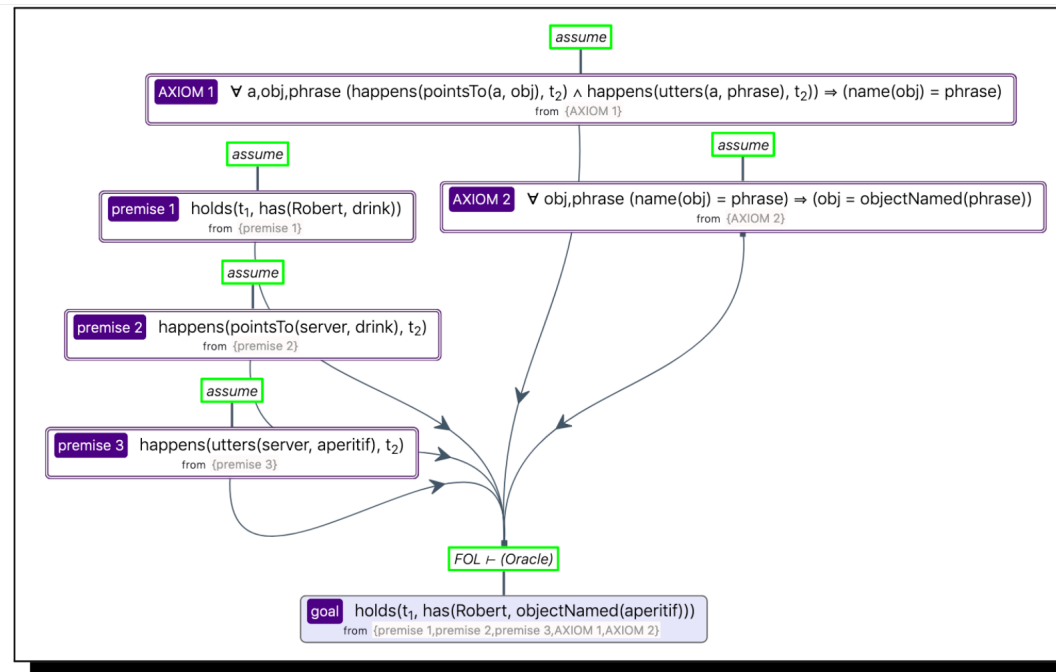 assume
AXIOM 1 ∀ a,obj,phrase (happens(pointsTo(a, obj), t₂) ∧ happens(utters(a, phrase), t₂)) ⇒ (name(obj) = phrase)
from {AXIOM 1}
assume
AXIOM 2 ∀ obj,phrase (name(obj) = phrase) ⇒ (obj = objectNamed(phrase))
from {AXIOM 2}
assume
premise 1 holds(t₁, has(Robert, drink))
from {premise 1}
assume
premise 2 happens(pointsTo(server, drink), t₂)
from {premise 2}
assume
premise 3 happens(utters(server, aperitif), t₂)
from {premise 3}
FOL ⊢ (Oracle)
goal holds(t₁, has(Robert, objectNamed(aperitif)))
from {premise 1,premise 2,premise 3,AXIOM 1,AXIOM 2}